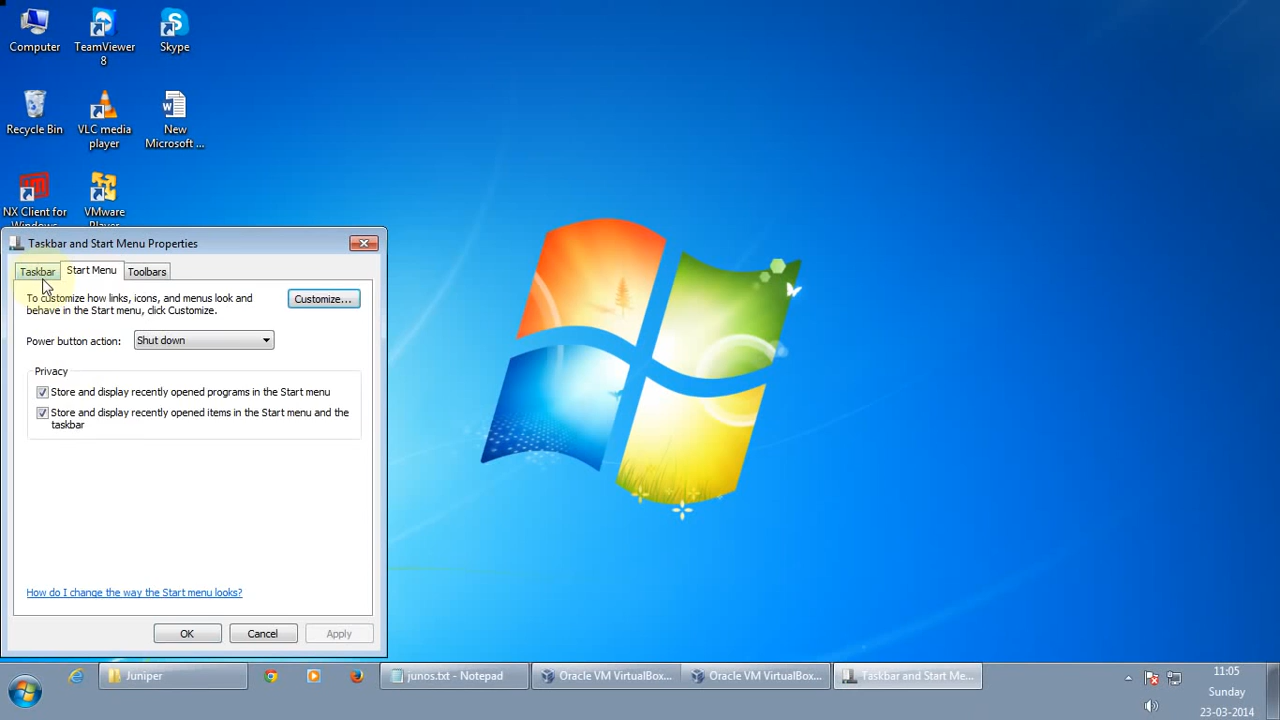 Computer
TeamViewer
8
Skype
Recycle Bin
VLC media
player
New
Microsoft ...
NX Client for
Windows
VMware
Player
Taskbar and Start Menu Properties
Taskbar
Start Menu
Toolbars
To customize how links, icons, and menus look and
behave in the Start menu, click Customize.
Customize...
Power button action:
Shut down
Privacy
Store and display recently opened programs in the Start menu
Store and display recently opened items in the Start menu and the
taskbar
How do I change the way the Start menu looks?
OK
Cancel
Apply
Juniper
junos.txt - Notepad
Oracle VM VirtualBox...
Oracle VM VirtualBox...
Taskbar and Start Me...
11:05
Sunday
23-03-2014